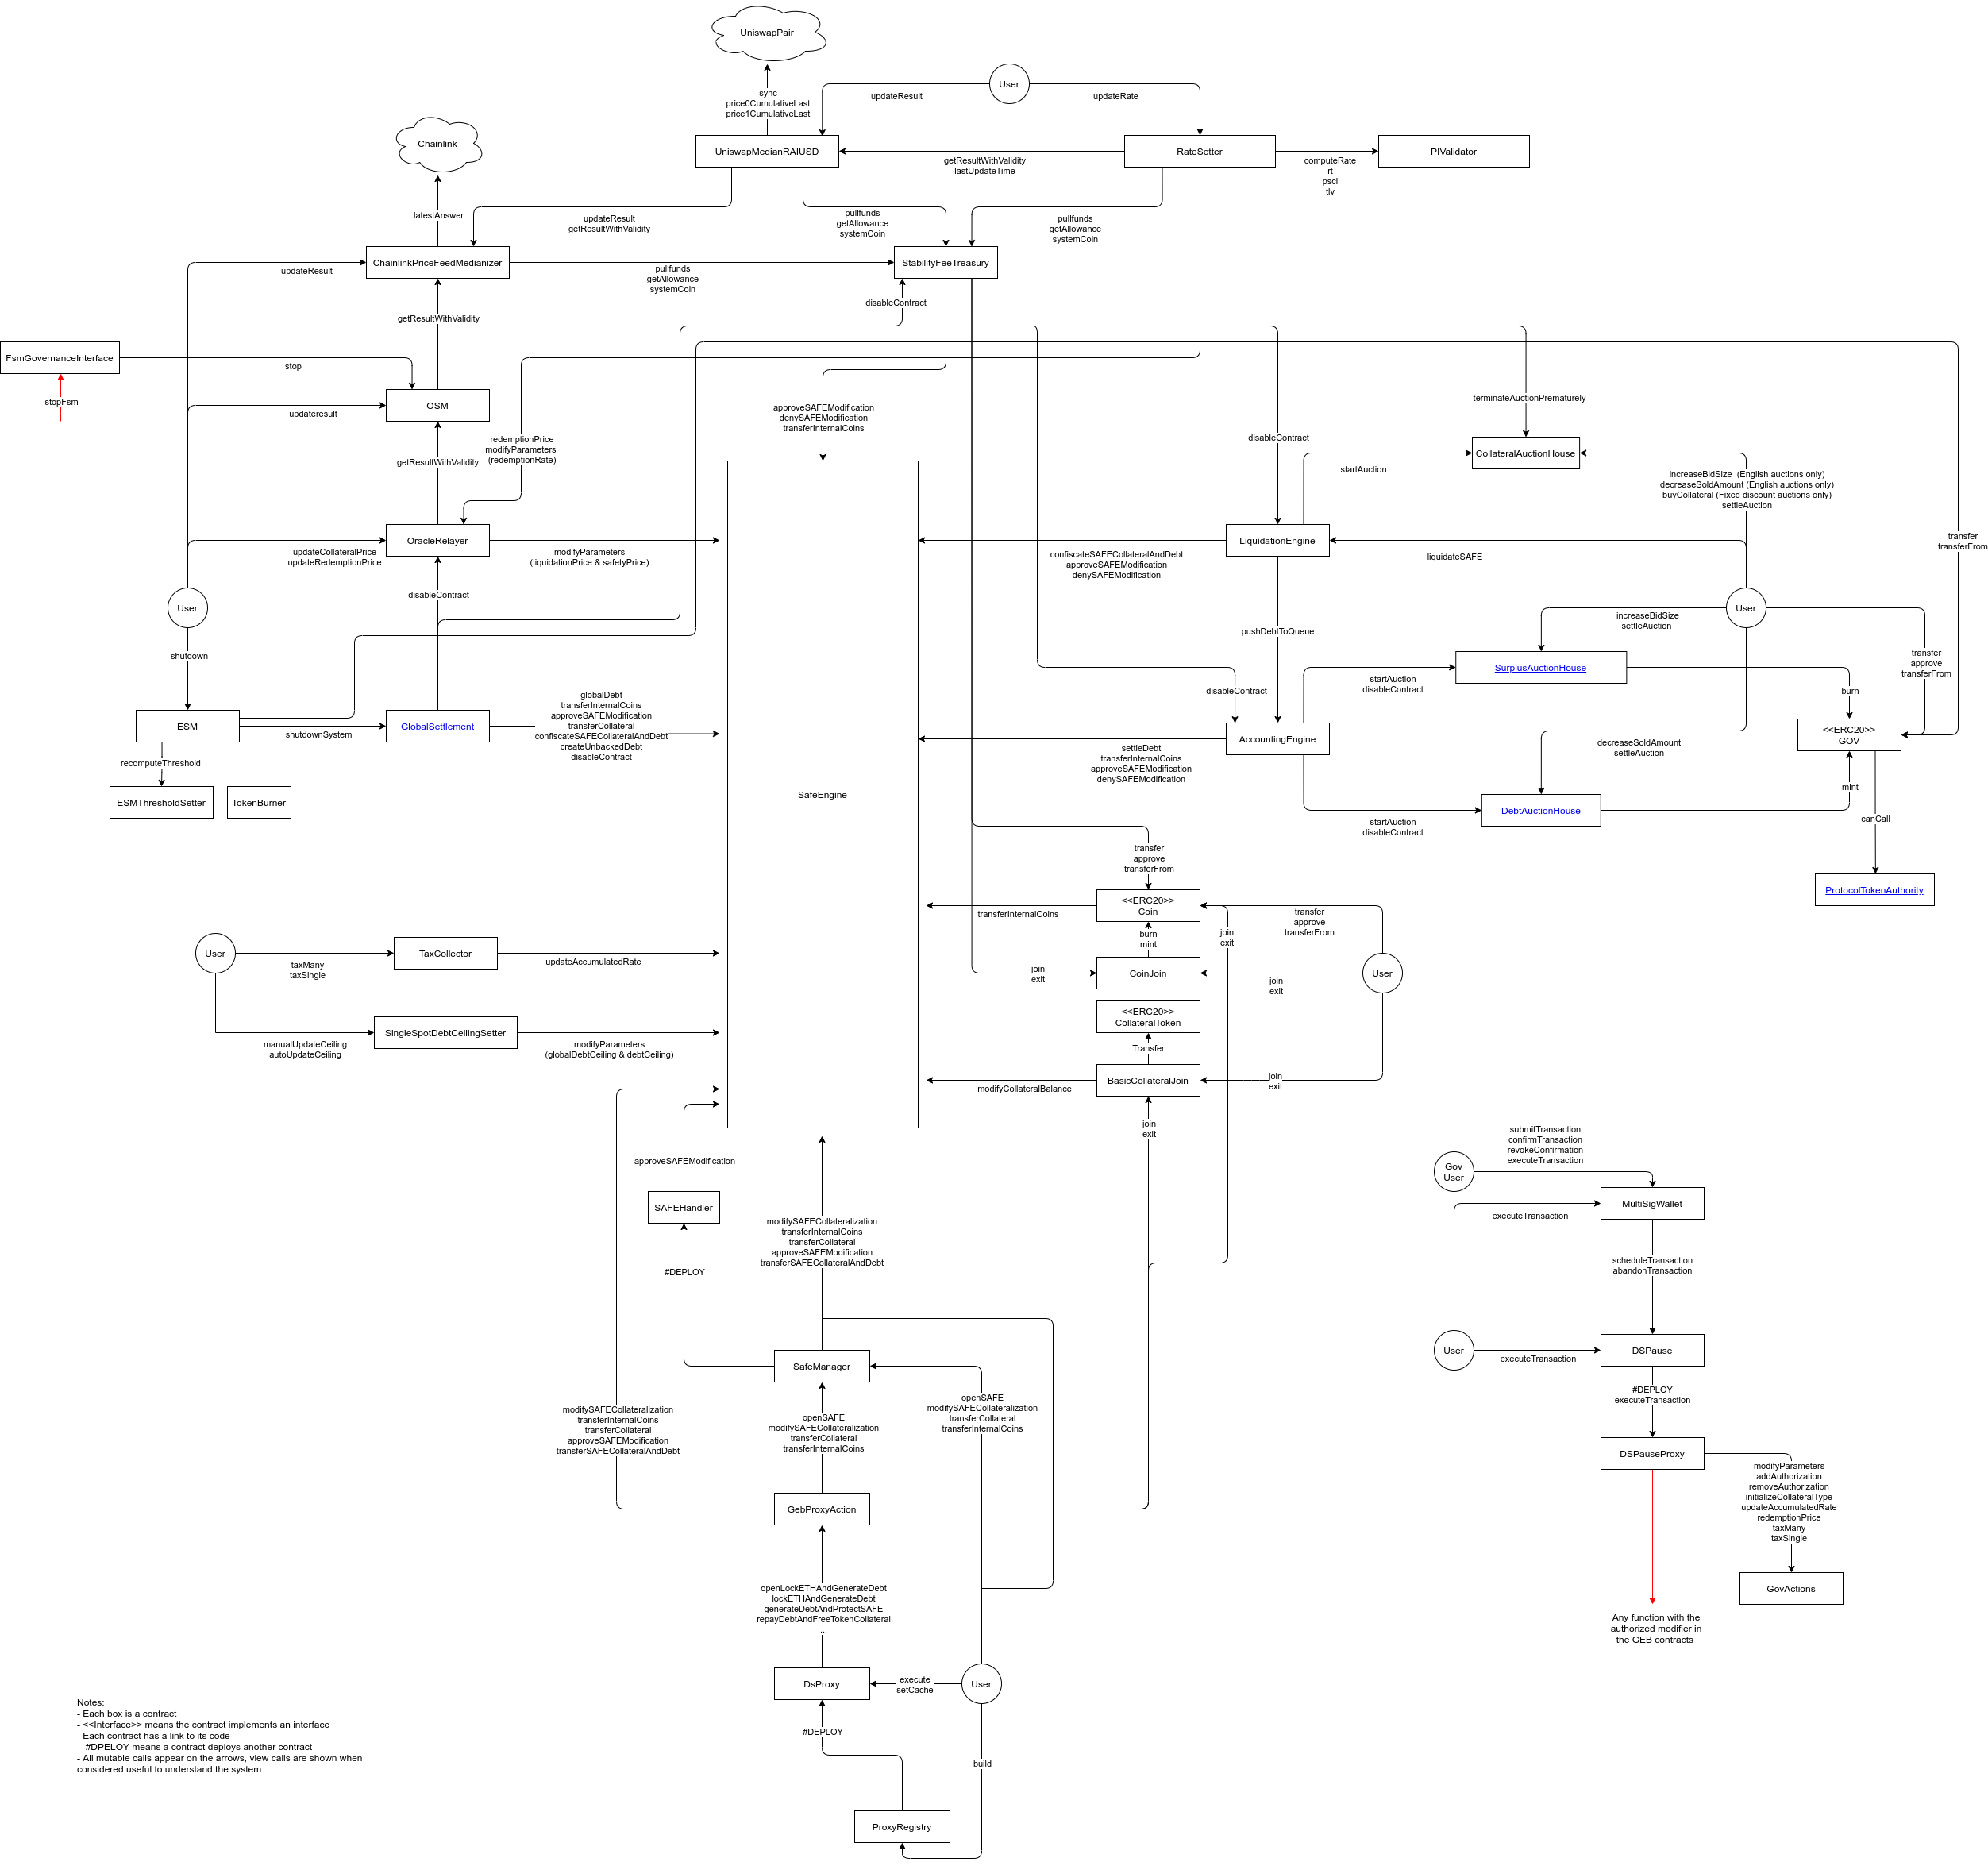 UniswapPair
User
sync
price0CumulativeLast
price1CumulativeLast
updateResult
updateRate
Chainlink
UniswapMedianRAIUSD
RateSetter
PIValidator
getResultWithValidity
lastUpdateTime
computeRate
rt
pscl
tlv
latestAnswer
updateResult
getResultWithValidity
pullfunds
getAllowance
systemCoin
pullfunds
getAllowance
systemCoin
ChainlinkPriceFeedMedianizer
StabilityFeeTreasury
updateResult
pullfunds
getAllowance
systemCoin
disableContract
getResultWithValidity
FsmGovernanceInterface
stop
stopFsm
OSM
updateresult
approveSAFEModification
denySAFEModification
transferInternalCoins
terminateAuctionPrematurely
disableContract
redemptionPrice
modifyParameters
(redemptionRate)
getResultWithValidity
CollateralAuctionHouse
startAuction
increaseBidSize  (English auctions only)
decreaseSoldAmount (English auctions only)
buyCollateral (Fixed discount auctions only)
settleAuction
transfer
transferFrom
OracleRelayer
updateCollateralPrice
updateRedemptionPrice
modifyParameters
(liquidationPrice & safetyPrice)
LiquidationEngine
confiscateSAFECollateralAndDebt
approveSAFEModification
denySAFEModification
liquidateSAFE
disableContract
User
User
pushDebtToQueue
increaseBidSize
settleAuction
shutdown
transfer
approve
transferFrom
SurplusAuctionHouse
startAuction
disableContract
burn
disableContract
ESM
shutdownSystem
GlobalSettlement
globalDebt
transferInternalCoins
approveSAFEModification
transferCollateral
confiscateSAFECollateralAndDebt
createUnbackedDebt
disableContract
AccountingEngine
settleDebt
transferInternalCoins
approveSAFEModification
denySAFEModification
decreaseSoldAmount
settleAuction
<<ERC20>>
GOV
recomputeThreshold
ESMThresholdSetter
TokenBurner
SafeEngine
mint
DebtAuctionHouse
startAuction
disableContract
canCall
transfer
approve
transferFrom
ProtocolTokenAuthority
<<ERC20>>
Coin
transferInternalCoins
transfer
approve
transferFrom
burn
mint
join
exit
User
taxMany
taxSingle
TaxCollector
updateAccumulatedRate
join
exit
CoinJoin
join
exit
User
<<ERC20>>
CollateralToken
SingleSpotDebtCeilingSetter
manualUpdateCeiling
autoUpdateCeiling
modifyParameters
(globalDebtCeiling & debtCeiling)
Transfer
BasicCollateralJoin
modifyCollateralBalance
join
exit
join
exit
submitTransaction
confirmTransaction
revokeConfirmation
executeTransaction
approveSAFEModification
Gov
User
SAFEHandler
MultiSigWallet
executeTransaction
modifySAFECollateralization
transferInternalCoins
transferCollateral
approveSAFEModification
transferSAFECollateralAndDebt
#DEPLOY
scheduleTransaction
abandonTransaction
SafeManager
User
executeTransaction
DSPause
#DEPLOY
executeTransaction
modifySAFECollateralization
transferInternalCoins
transferCollateral
approveSAFEModification
transferSAFECollateralAndDebt
openSAFE
modifySAFECollateralization
transferCollateral
transferInternalCoins
openSAFE
modifySAFECollateralization
transferCollateral
transferInternalCoins
DSPauseProxy
modifyParameters
addAuthorization
removeAuthorization
initializeCollateralType
updateAccumulatedRate
redemptionPrice
taxMany
taxSingle
GebProxyAction
openLockETHAndGenerateDebt
lockETHAndGenerateDebt
generateDebtAndProtectSAFE
repayDebtAndFreeTokenCollateral
...
GovActions
Any function with the
authorized modifier in
the GEB contracts
DsProxy
execute
setCache
User
#DEPLOY
build
ProxyRegistry
Notes:
- Each box is a contract
- <<Interface>> means the contract implements an interface
- Each contract has a link to its code
-  #DPELOY means a contract deploys another contract
- All mutable calls appear on the arrows, view calls are shown when
considered useful to understand the system